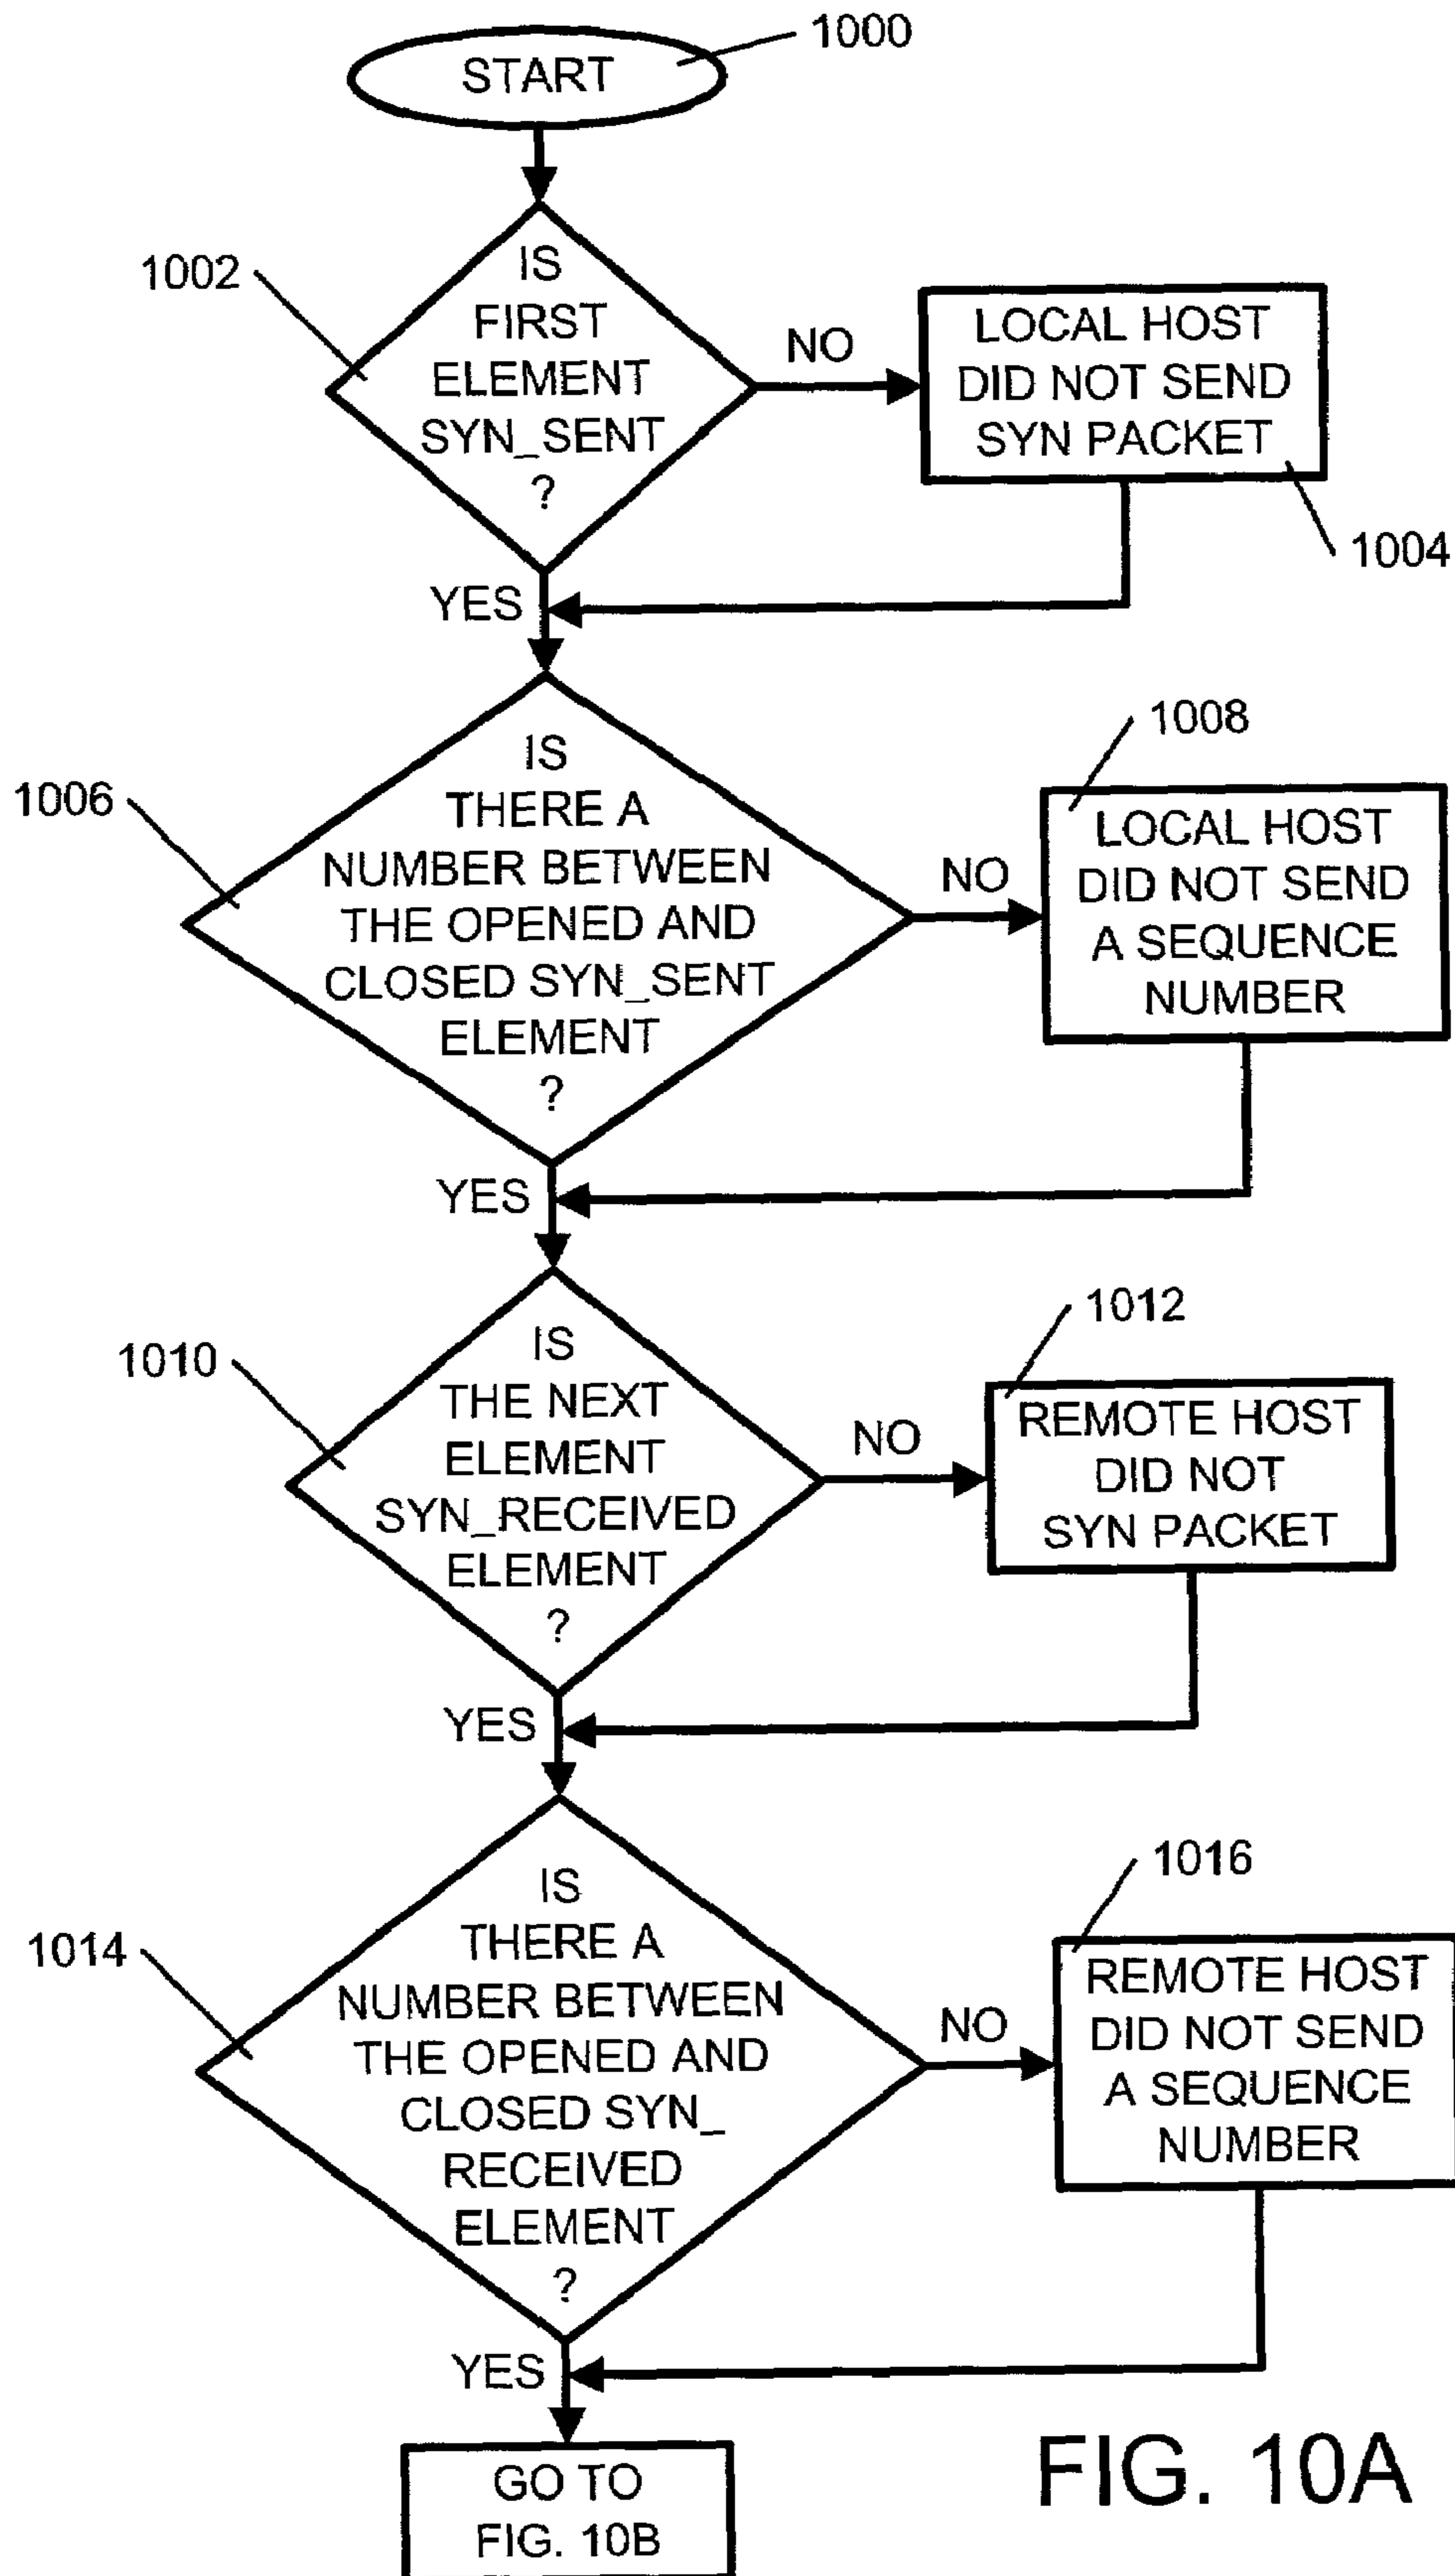 1000
START
1002
IS
FIRST
ELEMENT
SYN_SENT
?
NO
LOCAL HOST
DID NOT SEND
SYN PACKET
1004
YES
1006
IS
THERE A
NUMBER BETWEEN
THE OPENED AND
CLOSED SYN_SENT
ELEMENT
?
NO
1008
LOCAL HOST
DID NOT SEND
A SEQUENCE
NUMBER
YES
1010
IS
THE NEXT
ELEMENT
SYN_RECEIVED
ELEMENT
?
NO
1012
REMOTE HOST
DID NOT
SYN PACKET
YES
1014
IS
THERE A
NUMBER BETWEEN
THE OPENED AND
CLOSED SYN_
RECEIVED
ELEMENT
?
NO
1016
REMOTE HOST
DID NOT SEND
A SEQUENCE
NUMBER
YES
GO TO
FIG. 10B
FIG. 10A